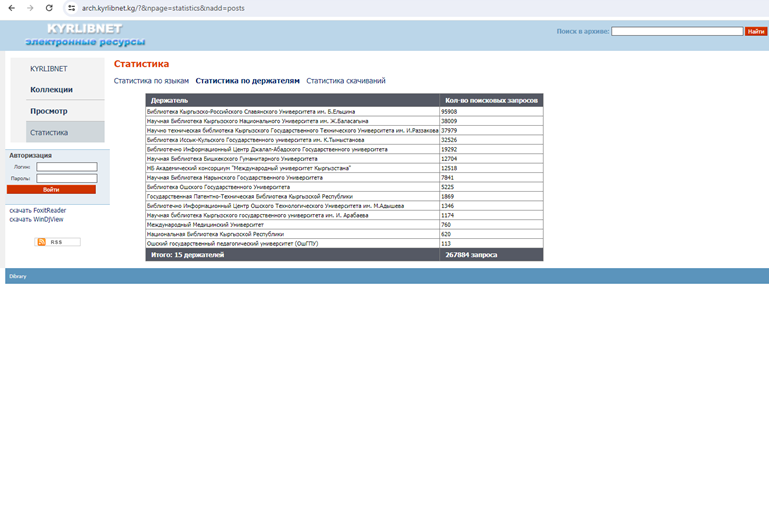 arch.kyrlibnet.kg/?&npage=statistics&nadd=posts
KYRLIBNET
электронные ресурсы
Поиск в архиве:
Найти
KYRLIBNET
Коллекции
Просмотр
Статистика
Авторизация
Логин:
Пароль:
Войти
скачать FoxitReader
скачать WinDjView
RSS
Статистика
Статистика по языкам Статистика по держателям Статистика скачиваний
Держатель Кол-во поисковых запросов
Библиотека Кыргызско-Российского Славянского Университета им. Б.Ельцина 95908
Научная Библиотека Кыргызского Национального Университета им. Ж.Баласагына 38009
Научно техническая библиотека Кыргызского Государственного Технического Университета им. И.Раззакова 37979
Библиотека Иссык-Кульского Государственного университета им. К.Тыныстанова 32526
Библиотечно Информационный Центр Джалал-Абадского Государственного университета 19292
Научная Библиотека Бишкекского Гуманитарного Университета 12704
НБ Академический консорциум "Международный университет Кыргызстана" 12518
Научная Библиотека Нарынского Государственного Университета 7841
Библиотека Ошского Государственного Университета 5225
Государственная Патентно-Техническая Библиотека Кыргызской Республики 1869
Библиотечно Информационный Центр Ошского Технологического Университета им. М.Адышева 1346
Научная Библиотека Кыргызского государственного университета им. И. Арабаева 1174
Международный Медицинский Университет 760
Национальная Библиотека Кыргызской Республики 620
Ошский государственный педагогический университет (ОшГПУ) 113
Итого: 15 держателей 267884 запроса
Dibrary